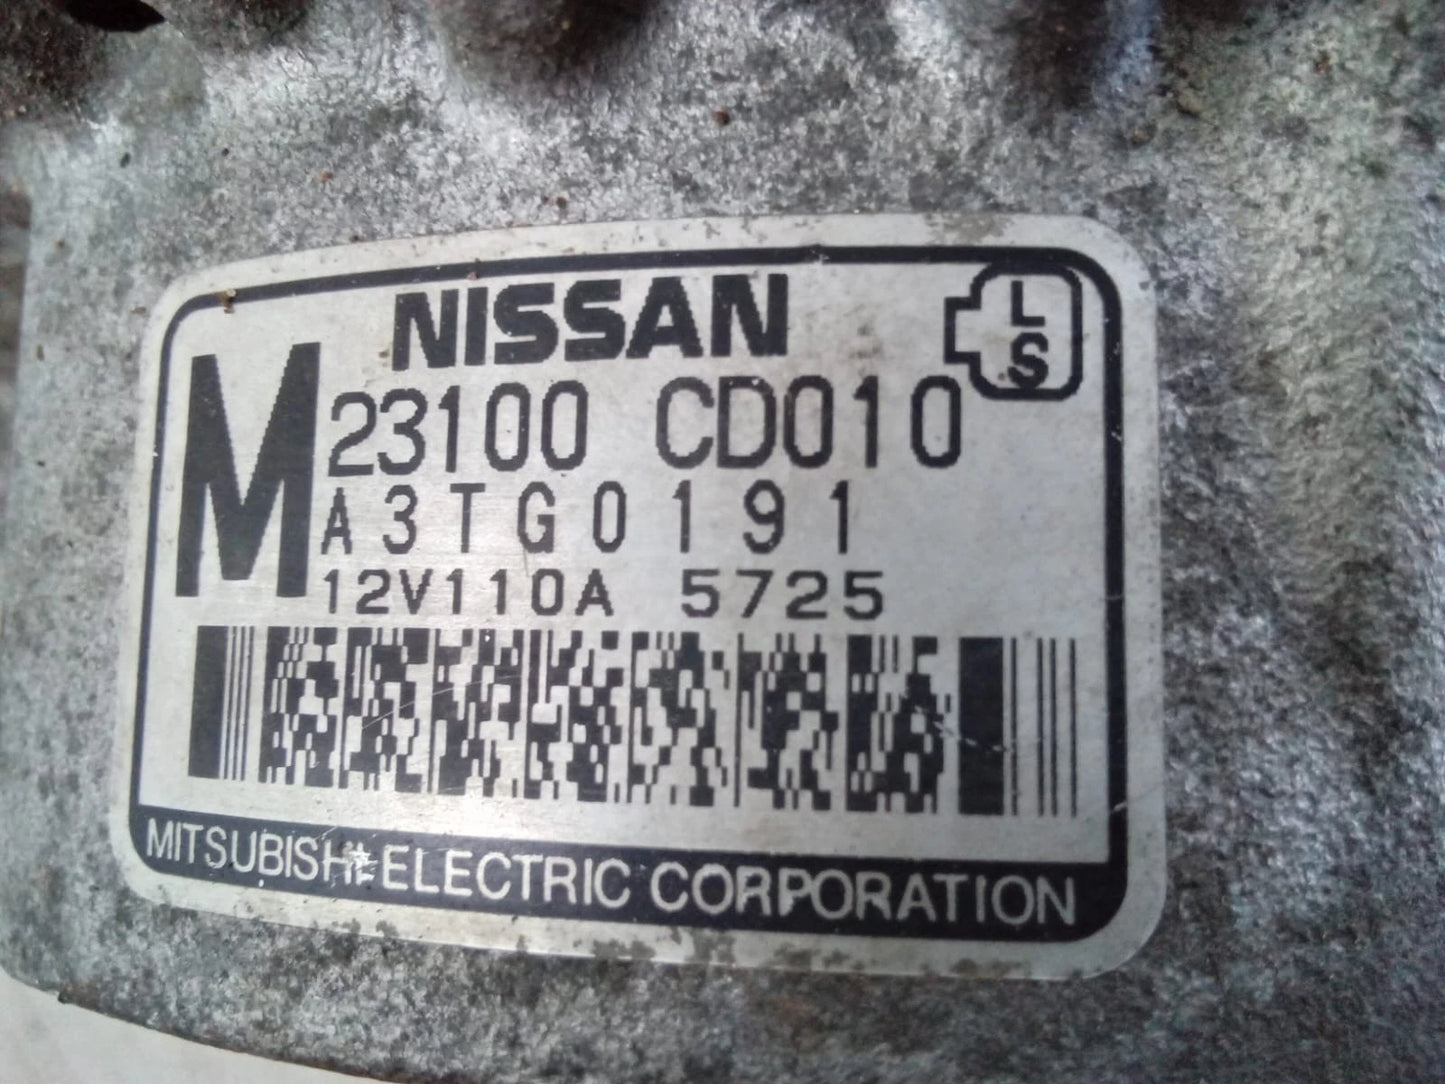 NISSAN
L
S
M
23100 CD010
A3TG0191
12V110A 5725
MITSUBISHI ELECTRIC CORPORATION